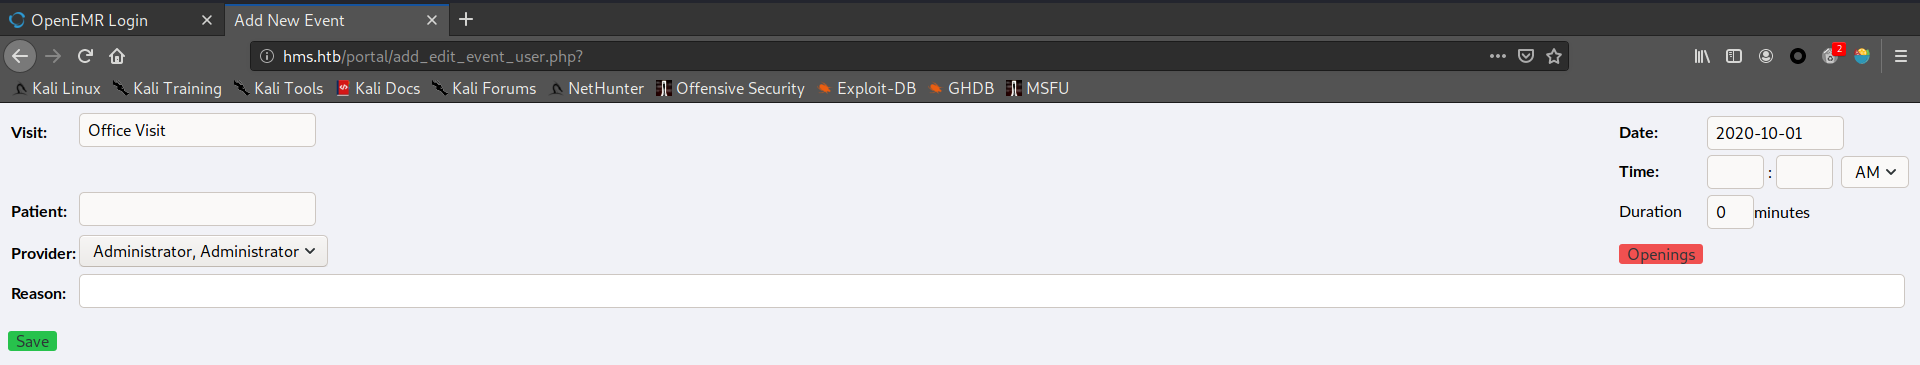 OpenEMR Login Add New Event
hms.htb/portal/add_edit_event_user.php? 2
Kali Linux Kali Training Kali Tools Kali Docs Kali Forums NetHunter Offensive Security Exploit-DB GHDB MSFU
Visit: Office Visit Date: 2020-10-01
Time: : AM
Patient: Duration 0 minutes
Provider: Administrator, Administrator Openings
Reason:
Save